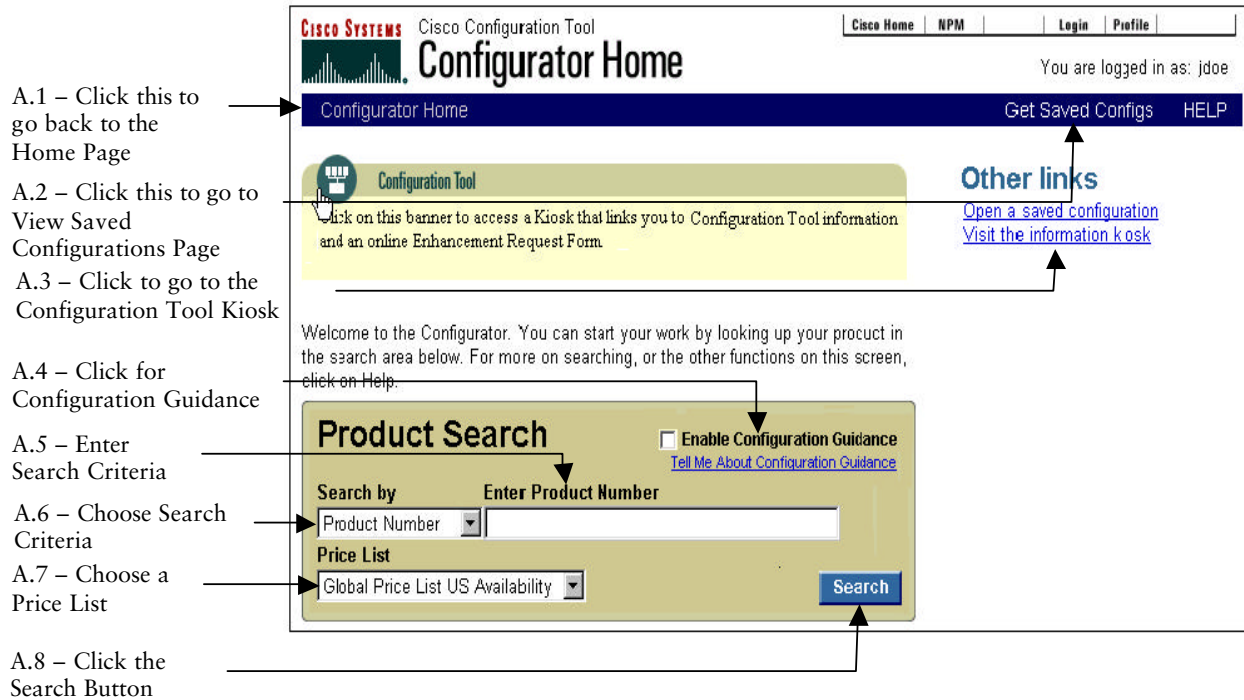 CISCO SYSTEMS
Cisco Configuration Tool
Configurator Home
Cisco Home NPM Login Profile
You are logged in as: jdoe
Configurator Home
Get Saved Configs HELP
A.1 – Click this to
go back to the
Home Page
A.2 – Click this to go to
View Saved
Configurations Page
A.3 – Click to go to the
Configuration Tool Kiosk
A.4 – Click for
Configuration Guidance
A.5 – Enter
Search Criteria
A.6 – Choose Search
Criteria
A.7 – Choose a
Price List
A.8 – Click the
Search Button
Configuration Tool
Click on this banner to access a Kiosk that links you to Configuration Tool information
and an online Enhancement Request Form.
Other links
Open a saved configuration
Visit the information kiosk
Welcome to the Configurator. You can start your work by looking up your product in
the search area below. For more on searching, or the other functions on this screen,
click on Help.
Product Search
Enable Configuration Guidance
Tell Me About Configuration Guidance
Search by
Enter Product Number
Product Number
Price List
Global Price List US Availability
Search